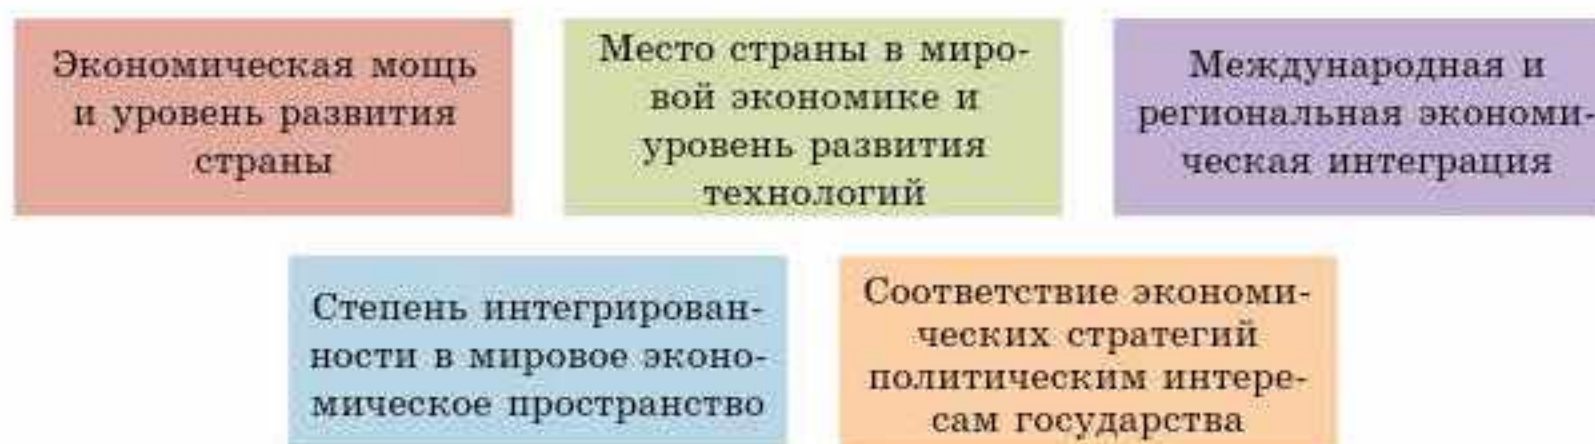 Экономическая мощь
и уровень развития
страны
Место страны в миро-
вой экономике и
уровень развития
технологий
Международная и
региональная экономи-
ческая интеграция
Степень интегрирован-
ности в мировое эконо-
мическое пространство
Соответствие экономи-
ческих стратегий
политическим интере-
сам государства